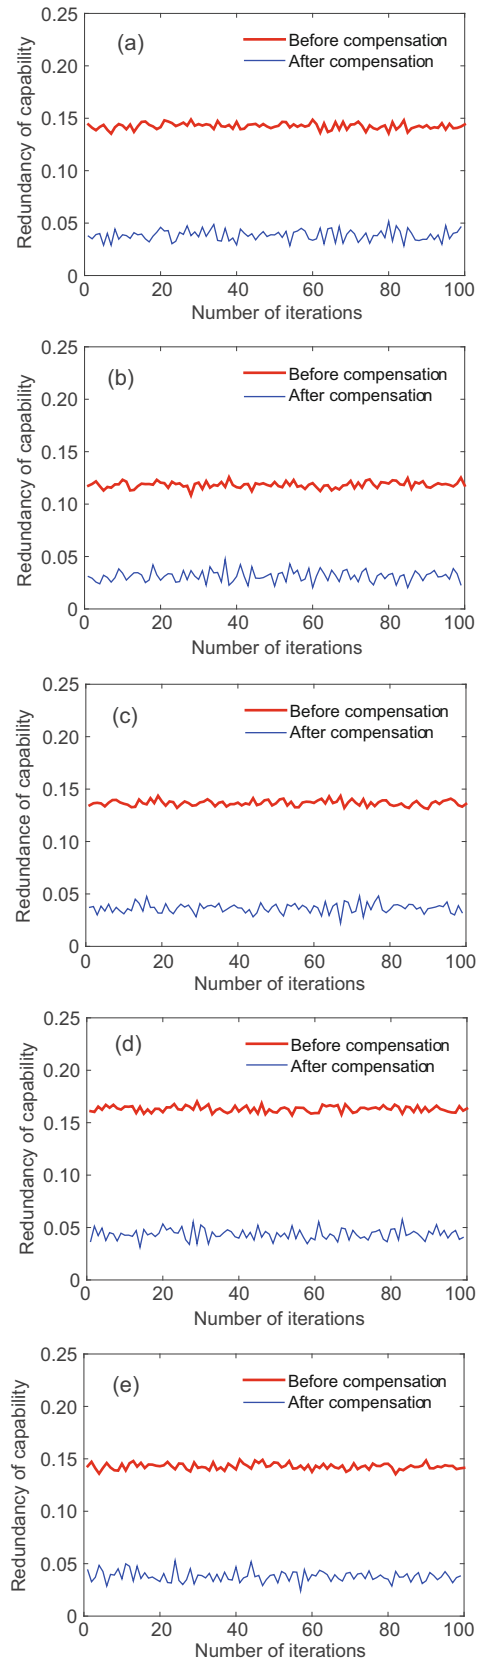 0.25
(a)
Before compensation
After compensation
0.20
0.15
0.10
0.05
0
Redundancy of capability
0 20 40 60 80 100
Number of iterations
0.25
(b)
Before compensation
After compensation
0.20
0.15
0.10
0.05
0
Redundancy of capability
0 20 40 60 80 100
Number of iterations
0.25
(c)
Before compensation
After compensation
0.20
0.15
0.10
0.05
0
Redundance of capability
0 20 40 60 80 100
Number of iterations
0.25
(d)
Before compensation
After compensation
0.20
0.15
0.10
0.05
0
Redundancy of capability
0 20 40 60 80 100
Number of iterations
0.25
(e)
Before compensation
After compensation
0.20
0.15
0.10
0.05
0
Redundancy of capability
0 20 40 60 80 100
Number of iterations